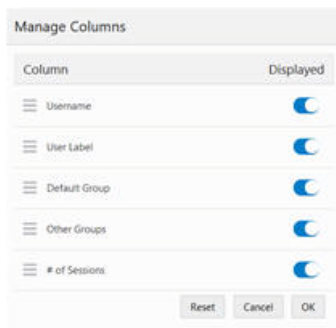 Manage Columns
Column Displayed
Username
User Label
Default Group
Other Groups
# of Sessions
Reset Cancel OK